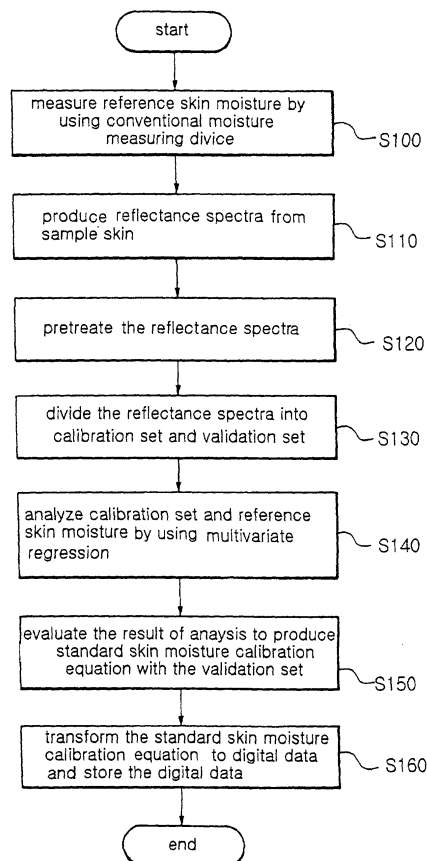 start
measure reference skin moisture by
using conventional moisture
measuring divice
S100
produce reflectance spectra from
sample skin
S110
pretreate the reflectance spectra
S120
divide the reflectance spectra into
calibration set and validation set
S130
analyze calibration set and reference
skin moisture by using multivariate
regression
S140
evaluate the result of anaysis to produce
standard skin moisture calibration
equation with the validation set
S150
transform the standard skin moisture
calibration equation to digital data
and store the digital data
S160
end